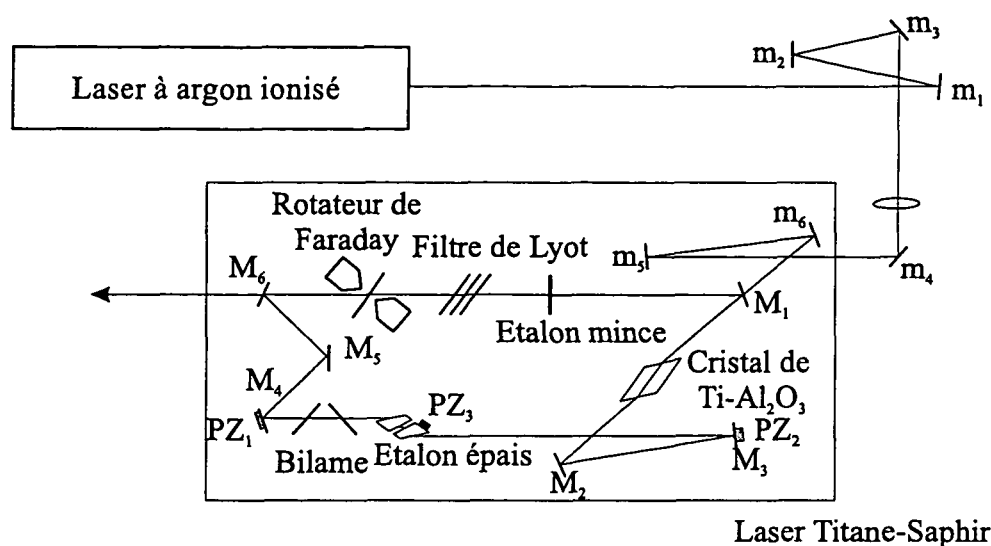 m₃
m₂
Laser à argon ionisé
m₁
Rotateur de
Faraday
Filtre de Lyot
m₆
m₅
m₄
M₆
M₁
Etalon mince
M₅
Cristal de
Ti-Al₂O₃
M₄
PZ₃
PZ₁
PZ₂
Bilame
Etalon épais
M₃
M₂
Laser Titane-Saphir